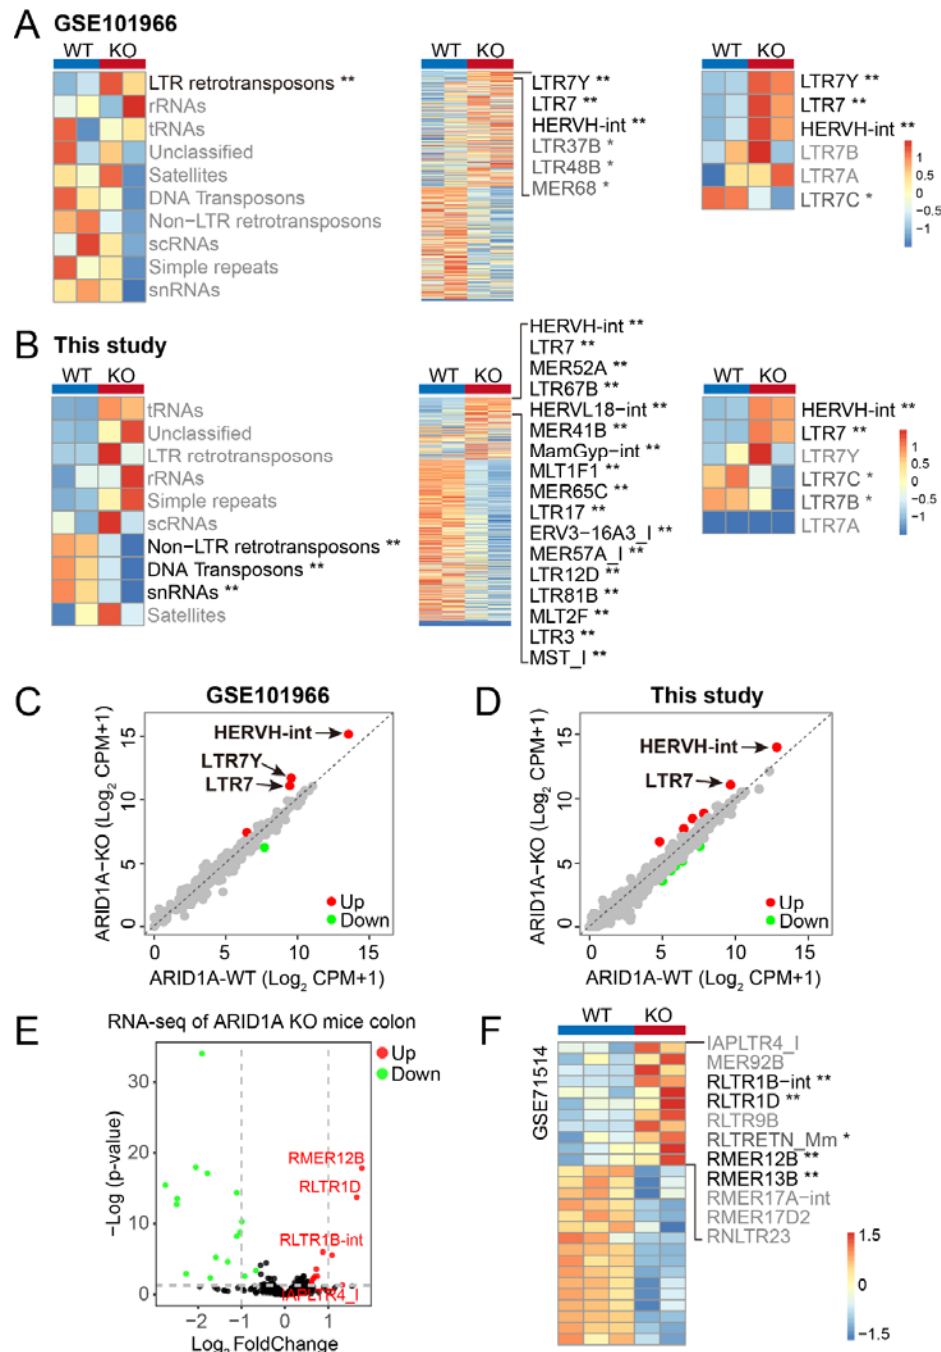 A GSE101966
WT KO
LTR retrotransposons **
rRNAs
tRNAs
Unclassified
Satellites
DNA Transposons
Non-LTR retrotransposons
scRNAs
Simple repeats
snRNAs
LTR7Y **
LTR7 **
HERVH-int **
LTR37B *
LTR48B *
MER68 *
WT KO
LTR7Y **
LTR7 **
HERVH-int **
LTR7B
LTR7A
LTR7C *
1
0.5
0
−0.5
−1
B This study
WT KO
tRNAs
Unclassified
LTR retrotransposons
rRNAs
Simple repeats
scRNAs
Non-LTR retrotransposons **
DNA Transposons **
snRNAs **
Satellites
WT KO
HERVH-int **
LTR7 **
MER52A **
LTR67B **
HERVL18-int **
MER41B **
MamGyp-int **
MLT1F1 **
MER65C **
LTR17 **
ERV3-16A3_I **
MER57A_I **
LTR12D **
LTR81B **
MLT2F **
LTR3 **
MST_I **
WT KO
HERVH-int **
LTR7 **
LTR7Y
LTR7C *
LTR7B *
LTR7A
1
0.5
0
−0.5
−1
C GSE101966
ARID1A-KO (Log2 CPM+1)
15
10
5
0
HERVH-int
LTR7Y
LTR7
Up
Down
0 5 10 15
ARID1A-WT (Log2 CPM+1)
D This study
ARID1A-KO (Log2 CPM+1)
15
10
5
0
HERVH-int
LTR7
Up
Down
0 5 10 15
ARID1A-WT (Log2 CPM+1)
E RNA-seq of ARID1A KO mice colon
Up
Down
−Log (p-value)
30
20
10
0
RMER12B
RLTR1D
RLTR1B-int
IAPLTR4_I
−2 −1 0 1
Log2 FoldChange
F WT KO
GSE71514
IAPLTR4_I
MER92B
RLTR1B-int **
RLTR1D **
RLTR9B
RLTRETN_Mm *
RMER12B **
RMER13B **
RMER17A-int
RMER17D2
RNLTR23
1.5
0
−1.5